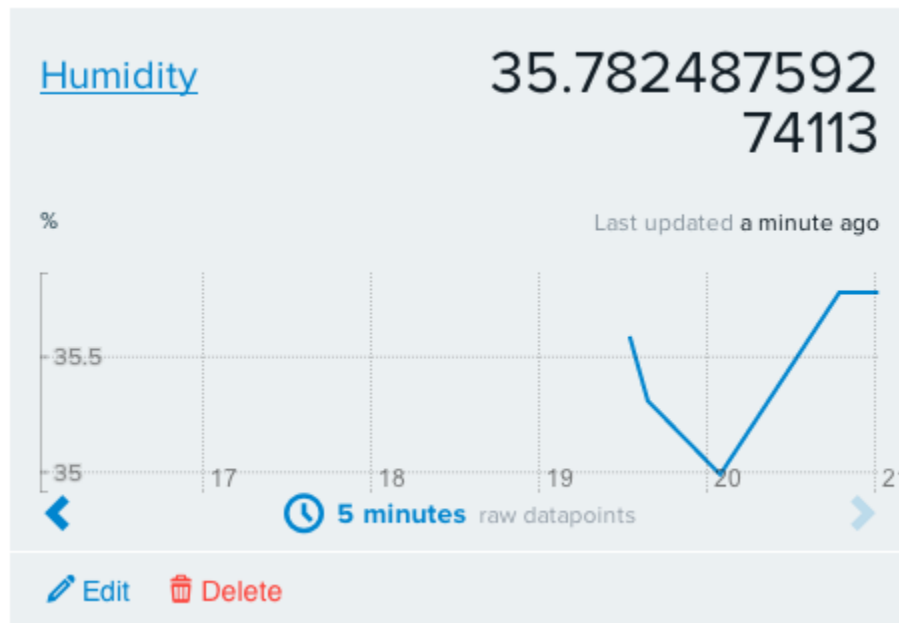 Humidity
35.782487592
74113
%
Last updated a minute ago
35.5
35
17
18
19
20
5 minutes raw datapoints
Edit
Delete